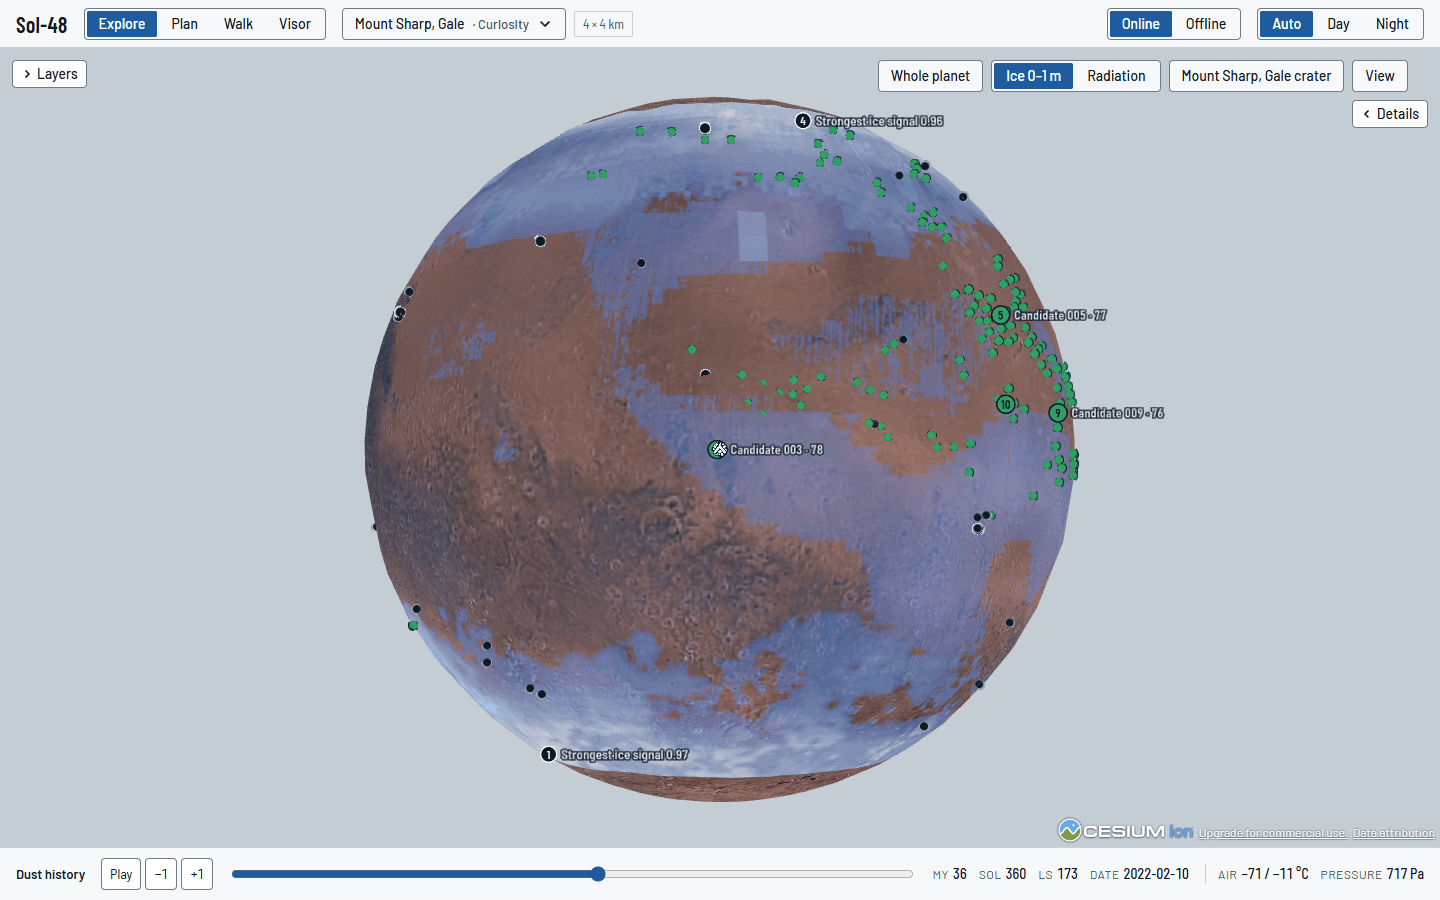 Sol-48 Explore Plan Walk Visor Mount Sharp, Gale · Curiosity 4 × 4 km Online Offline Auto Day Night
Layers Whole planet Ice 0–1 m Radiation Mount Sharp, Gale crater View
Details
4 Strongest ice signal 0.96
5 Candidate 005 · 77
10 9 Candidate 009 · 76
Candidate 003 · 78
1 Strongest ice signal 0.97
CESIUM ion Upgrade for commercial use. Data attribution
Dust history Play −1 +1 MY 36 SOL 360 LS 173 DATE 2022-02-10 AIR −71 / −11 °C PRESSURE 717 Pa